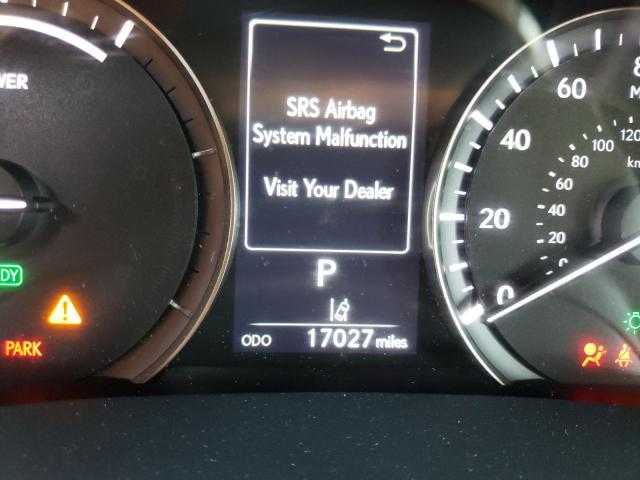 SRS Airbag
System Malfunction
Visit Your Dealer
P
ODO 17027 miles
PARK
0
20
40
60
0
20
40
60
80
100
120